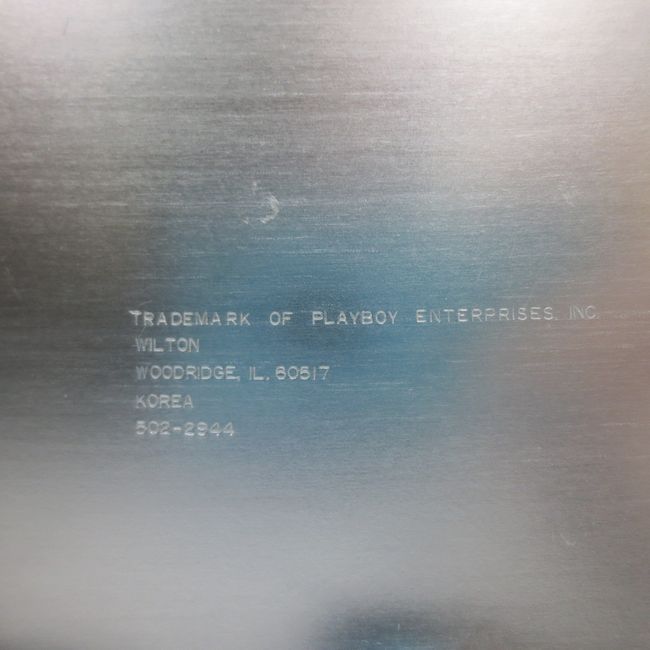 TRADEMARK OF PLAYBOY ENTERPRISES, INC.
WILTON
WOODRIDGE, IL. 60517
KOREA
502-2944